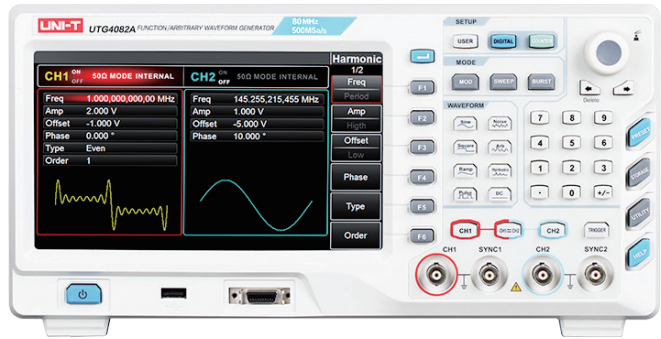 UNI-T UTG4082A FUNCTION/ARBITRARY WAVEFORM GENERATOR 80MHz
500MSa/s
CH1 ON OFF 50Ω MODE INTERNAL
CH2 ON OFF 50Ω MODE INTERNAL
Freq 1.000,000,000,00 MHz
Amp 2.000 V
Offset -1.000 V
Phase 0.000 °
Type Even
Order 1
Freq 145.255,215,455 MHz
Amp 1.000 V
Offset -5.000 V
Phase 10.000 °
Harmonic
1/2
Freq
Period
Amp
Higth
Offset
Low
Phase
Type
Order
F1
F2
F3
F4
F5
F6
SETUP
USER DIGITAL COUNTER
MODE
MOD SWEEP BURST
WAVEFORM
Sine Noise
Square Arb
Ramp Harmonic
Pulse DC
Delete
7 8 9
4 5 6
1 2 3
· 0 +/-
PRESET
STORAGE
UTILITY
HELP
CH1 CH1⇌CH2 CH2 TRIGGER
CH1 SYNC1 CH2 SYNC2